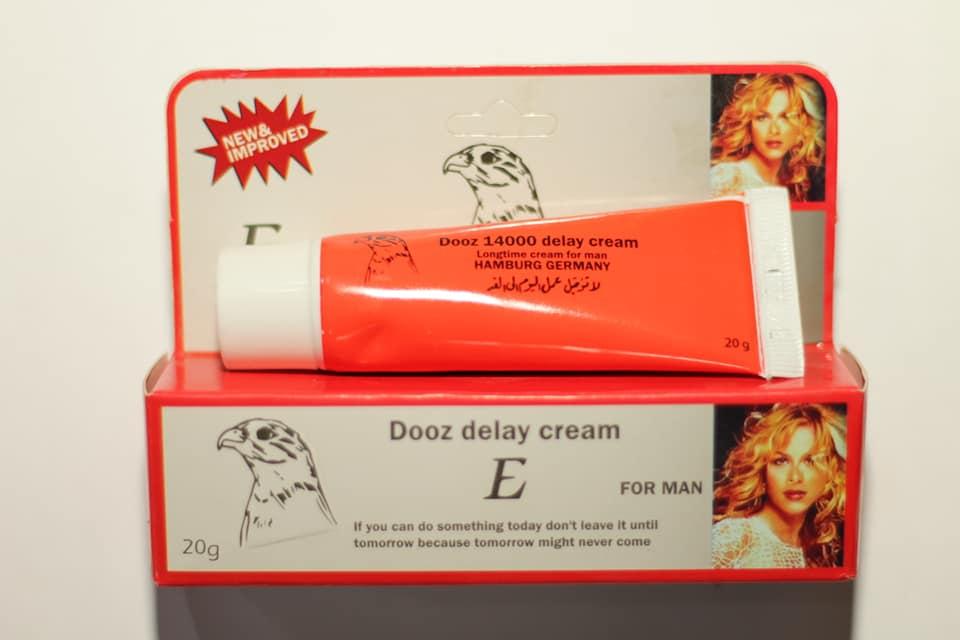 NEW&
IMPROVED
E
Dooz 14000 delay cream
Longtime cream for man
HAMBURG GERMANY
لا تؤجل عمل اليوم الى الغد
20 g
Dooz delay cream
E
FOR MAN
If you can do something today don't leave it until
tomorrow because tomorrow might never come
20g